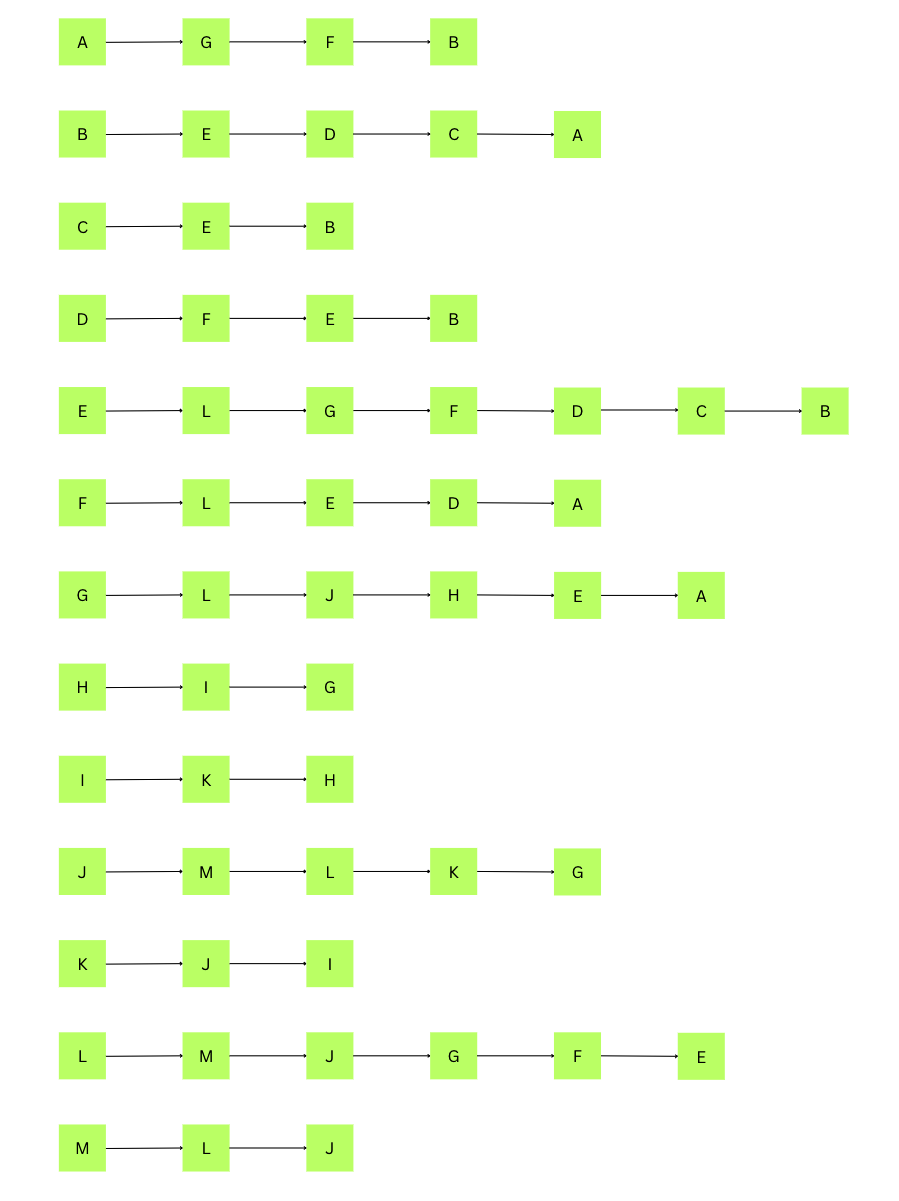 A G F B
B E D C A
C E B
D F E B
E L G F D C B
F L E D A
G L J H E A
H I G
I K H
J M L K G
K J I
L M J G F E
M L J